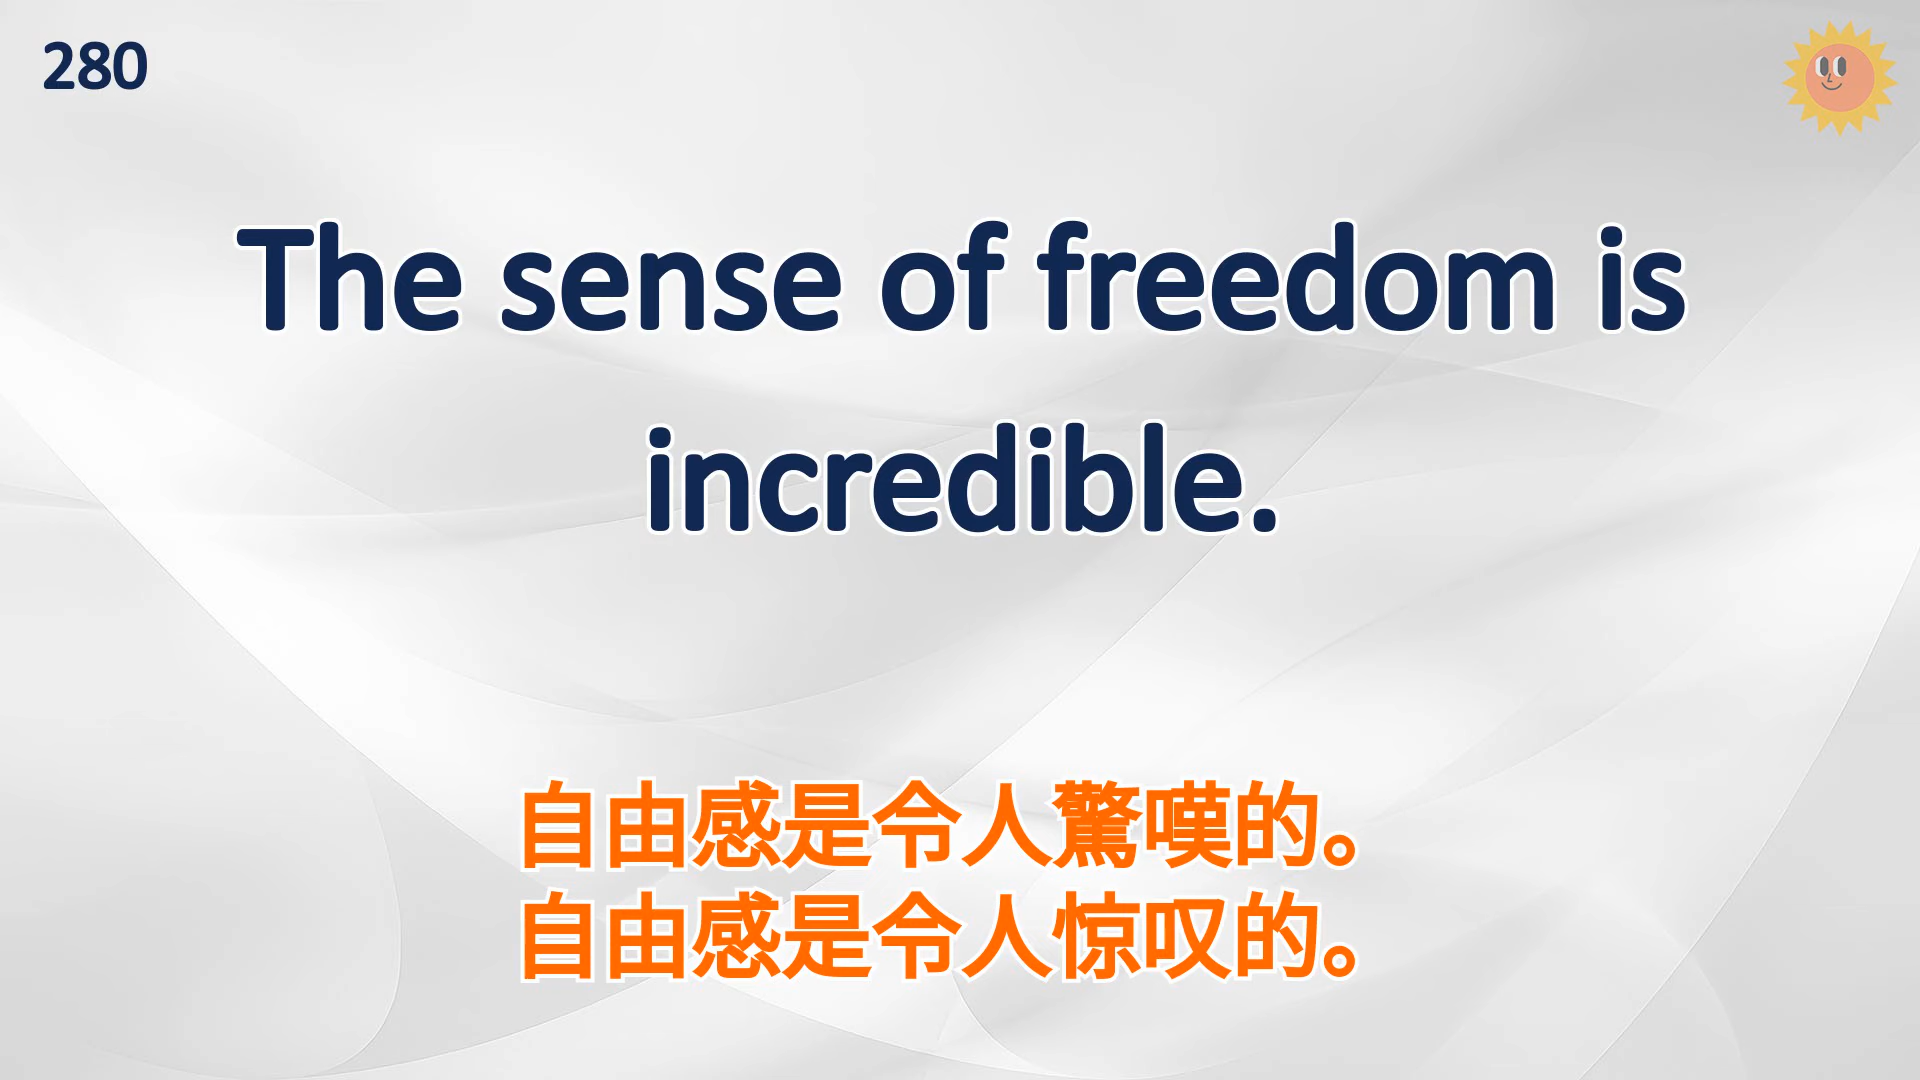 280
The sense of freedom is
incredible.
自由感是令人驚嘆的。
自由感是令人惊叹的。